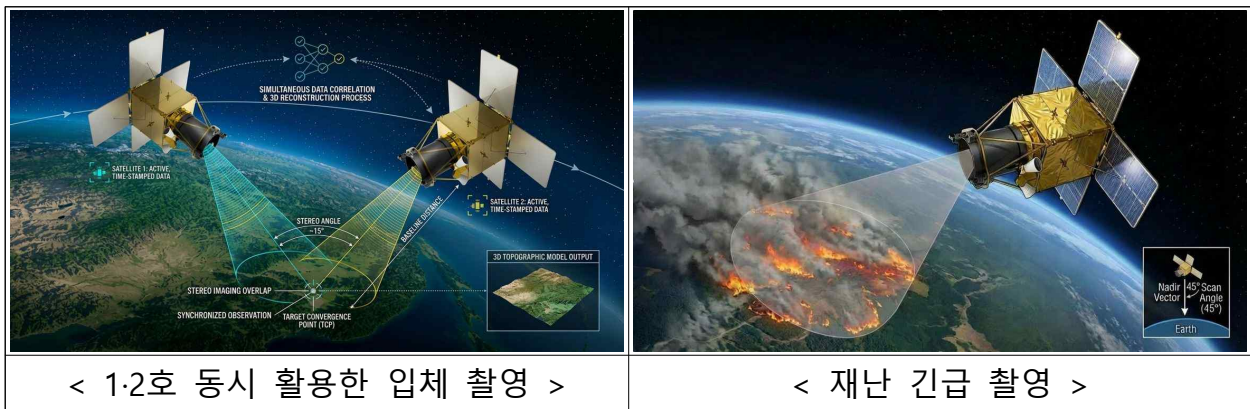 SIMULTANEOUS DATA CORRELATION
& 3D RECONSTRUCTION PROCESS
SATELLITE 1: ACTIVE,
TIME-STAMPED DATA
SATELLITE 2: ACTIVE,
TIME-STAMPED DATA
STEREO ANGLE
~15°
BASELINE DISTANCE
3D TOPOGRAPHIC MODEL OUTPUT
STEREO IMAGING OVERLAP
SYNCHRONIZED OBSERVATION
TARGET CONVERGENCE
POINT (TCP)
Nadir
Vector
45°
Scan
Angle
(45°)
Earth
< 1·2호 동시 활용한 입체 촬영 >
< 재난 긴급 촬영 >